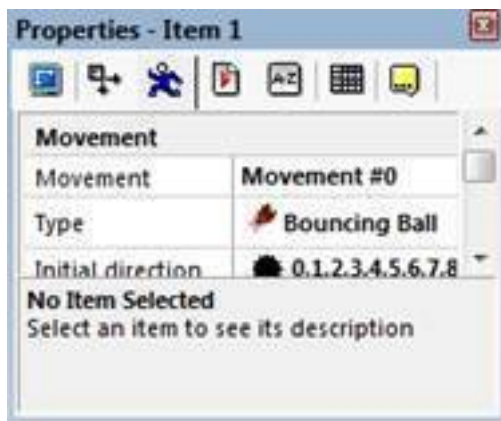 Properties - Item 1
A-Z
Movement
Movement Movement #0
Type Bouncing Ball
Initial direction 0.1.2.3.4.5.6.7.8
No Item Selected
Select an item to see its description